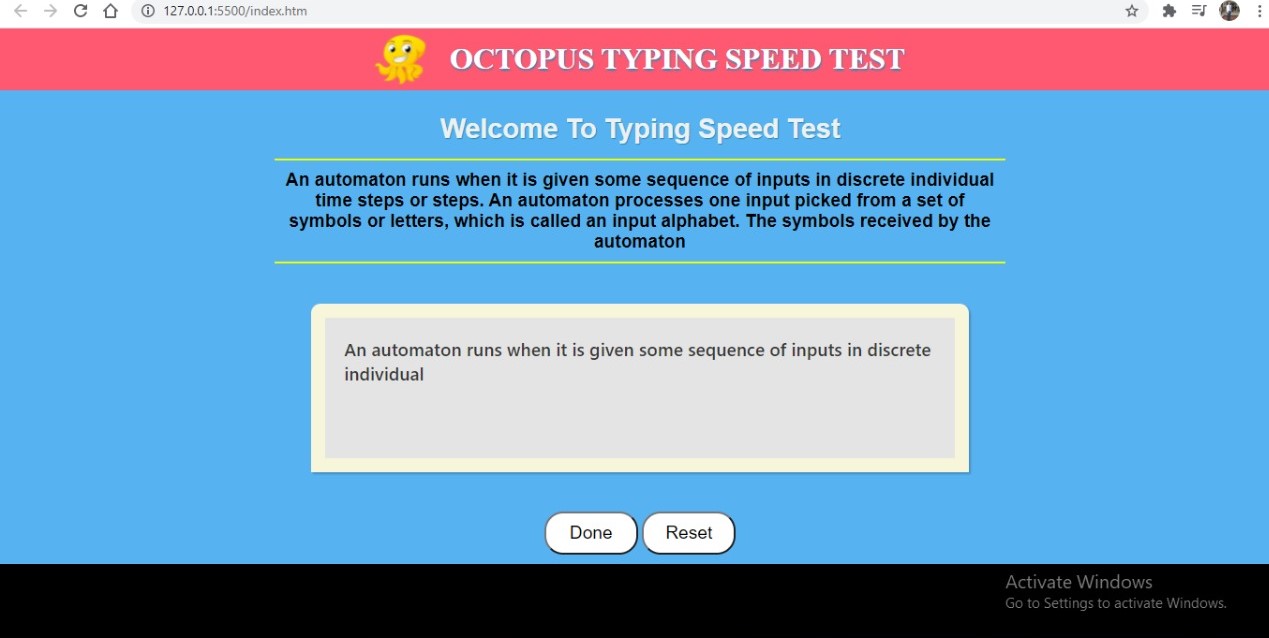 127.0.0.1:5500/index.htm
OCTOPUS TYPING SPEED TEST
Welcome To Typing Speed Test
An automaton runs when it is given some sequence of inputs in discrete individual
time steps or steps. An automaton processes one input picked from a set of
symbols or letters, which is called an input alphabet. The symbols received by the
automaton
An automaton runs when it is given some sequence of inputs in discrete
individual
Done Reset
Activate Windows
Go to Settings to activate Windows.